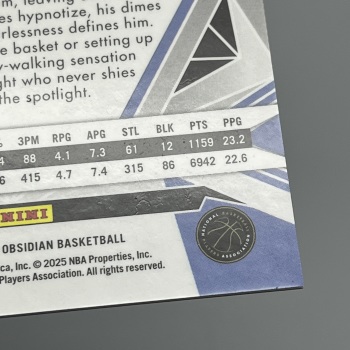 hypnotize, his dimes
rlessness defines him.
basket or setting up
y-walking sensation
ght who never shies
the spotlight.
3PM RPG APG STL BLK PTS PPG
88 4.1 7.3 61 12 1159 23.2
415 4.7 7.4 315 86 6942 22.6
OBSIDIAN BASKETBALL
ca, Inc. © 2025 NBA Properties, Inc.
Players Association. All rights reserved.
NATIONAL BASKETBALL